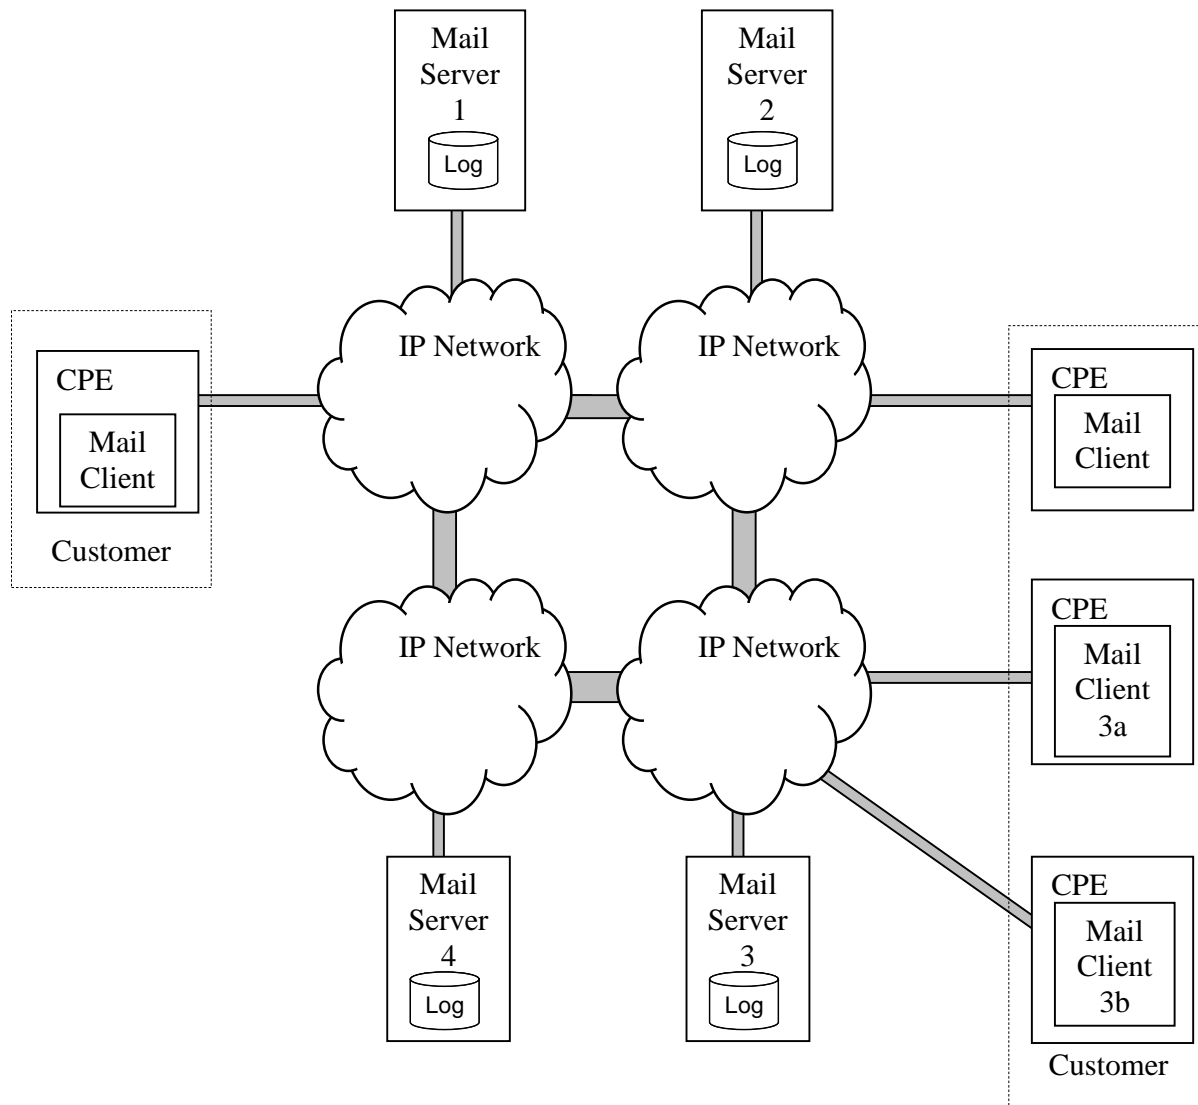 Mail
Server
1
Log
Mail
Server
2
Log
IP Network
IP Network
CPE
Mail
Client
Customer
CPE
Mail
Client
IP Network
IP Network
CPE
Mail
Client
3a
Mail
Server
4
Log
Mail
Server
3
Log
CPE
Mail
Client
3b
Customer